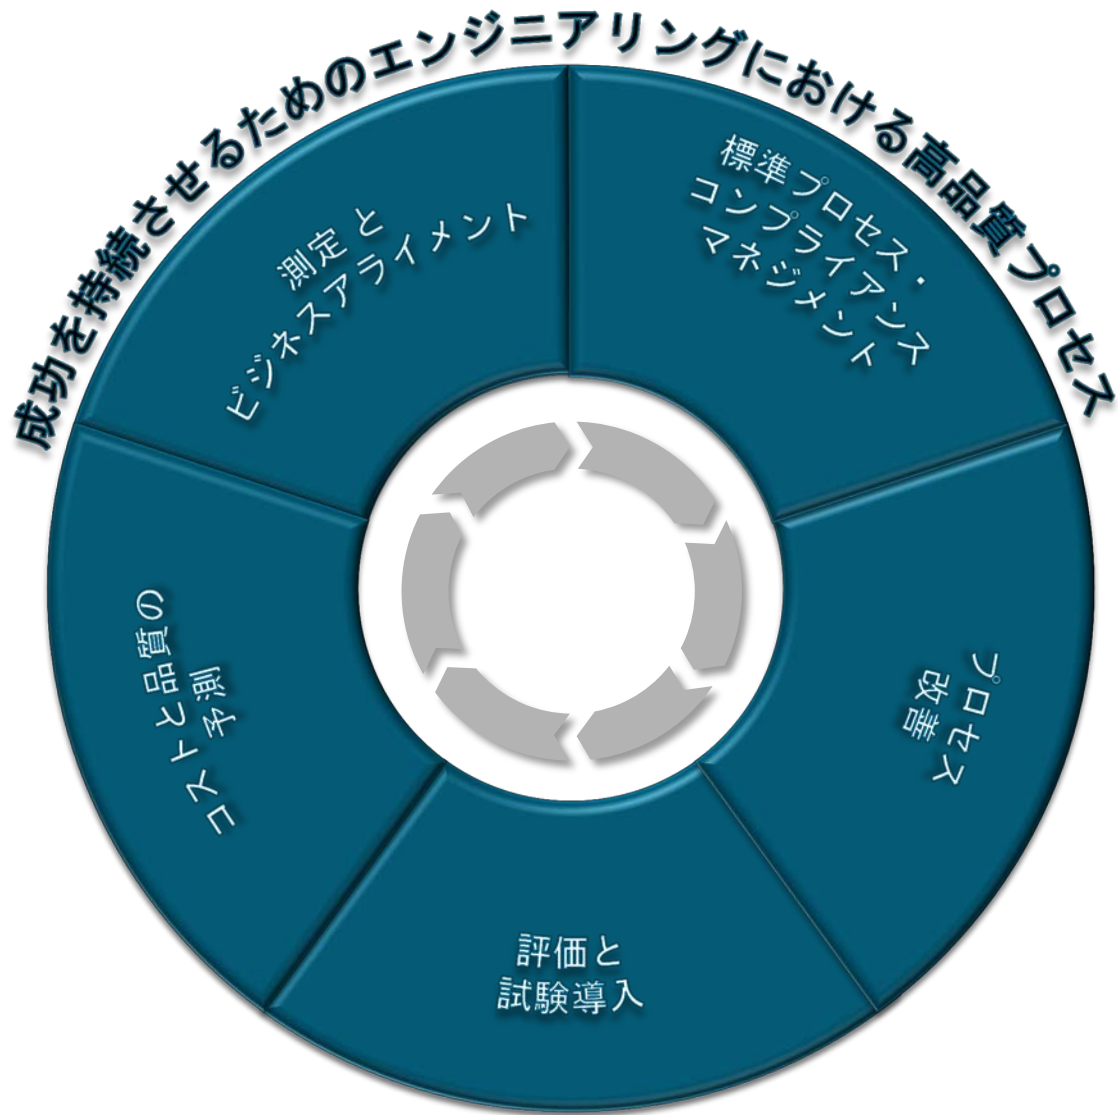 成功を持続させるためのエンジニアリングにおける高品質プロセス
標準プロセス・
コンプライアンス
マネジメント
プロセス
改善
評価と
試験導入
コストと品質の
予測
測定 と
ビジネスアライメント